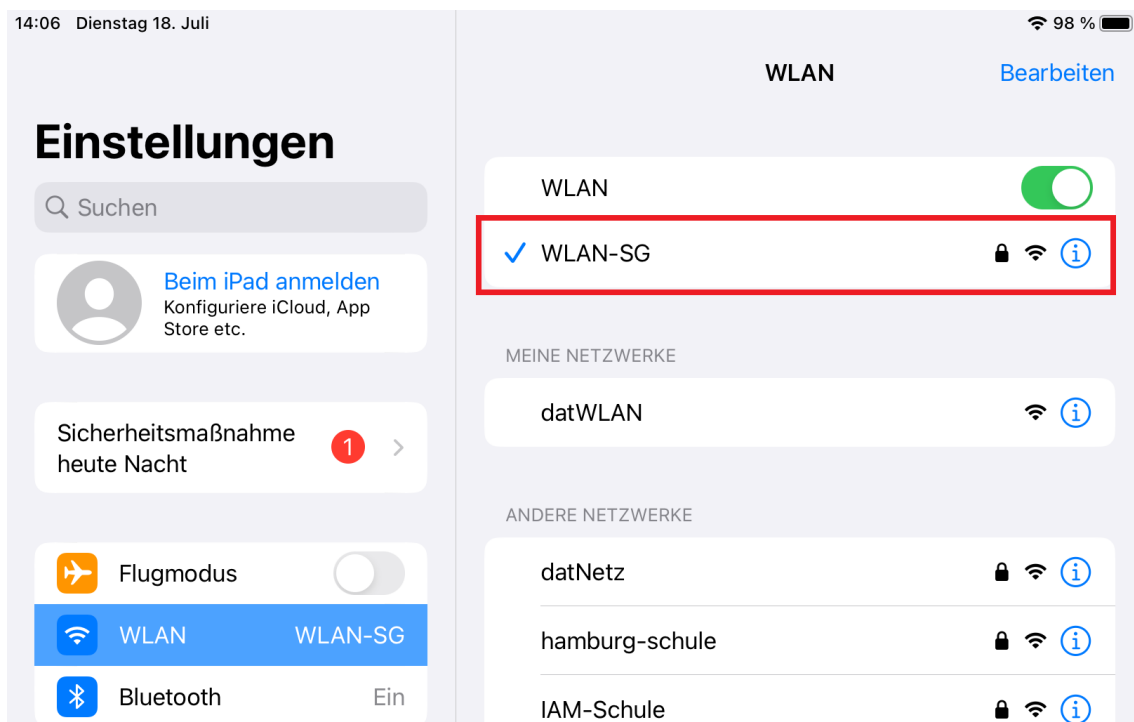 14:06 Dienstag 18. Juli
98 %
Einstellungen
Suchen
Beim iPad anmelden
Konfiguriere iCloud, App
Store etc.
Sicherheitsmaßnahme
heute Nacht
1
Flugmodus
WLAN WLAN-SG
Bluetooth Ein
WLAN Bearbeiten
WLAN
WLAN-SG
MEINE NETZWERKE
datWLAN
ANDERE NETZWERKE
datNetz
hamburg-schule
IAM-Schule